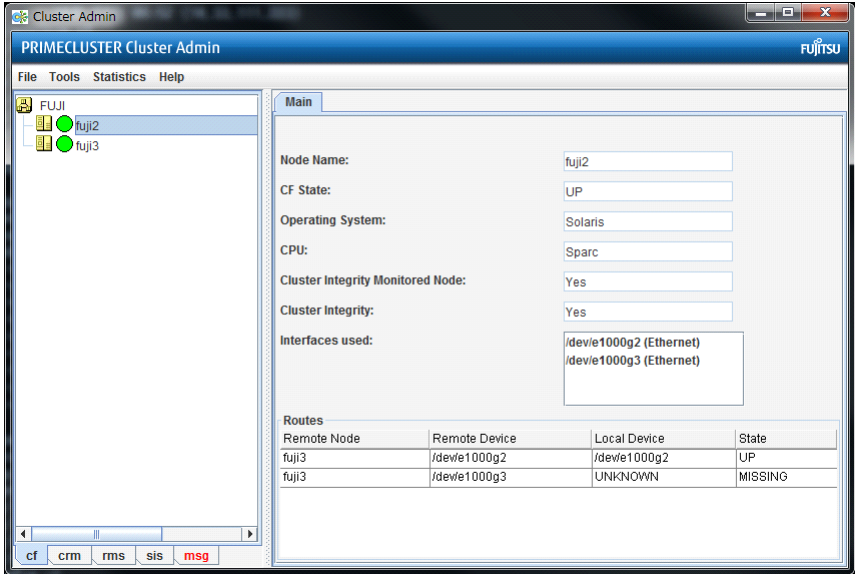 Cluster Admin
PRIMECLUSTER Cluster Admin
FUJITSU
File Tools Statistics Help
FUJI
fuji2
fuji3
Main
Node Name: fuji2
CF State: UP
Operating System: Solaris
CPU: Sparc
Cluster Integrity Monitored Node: Yes
Cluster Integrity: Yes
Interfaces used: /dev/e1000g2 (Ethernet)
/dev/e1000g3 (Ethernet)
Routes
Remote Node Remote Device Local Device State
fuji3 /dev/e1000g2 /dev/e1000g2 UP
fuji3 /dev/e1000g3 UNKNOWN MISSING
cf crm rms sis msg